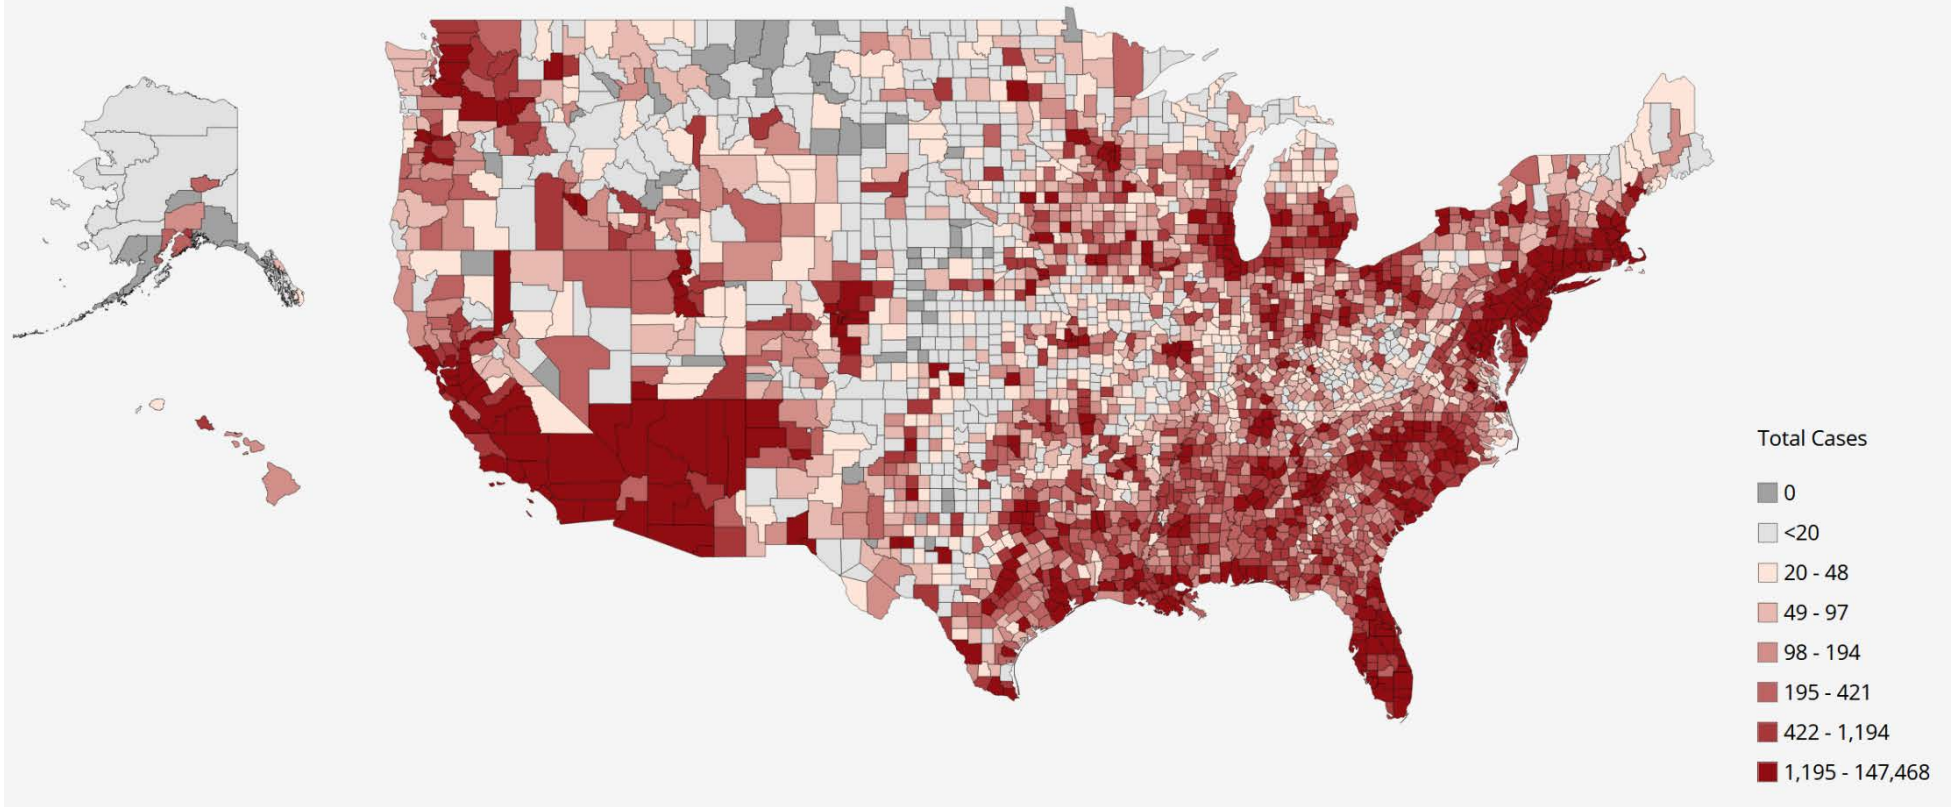 Total Cases
0
<20
20 - 48
49 - 97
98 - 194
195 - 421
422 - 1,194
1,195 - 147,468